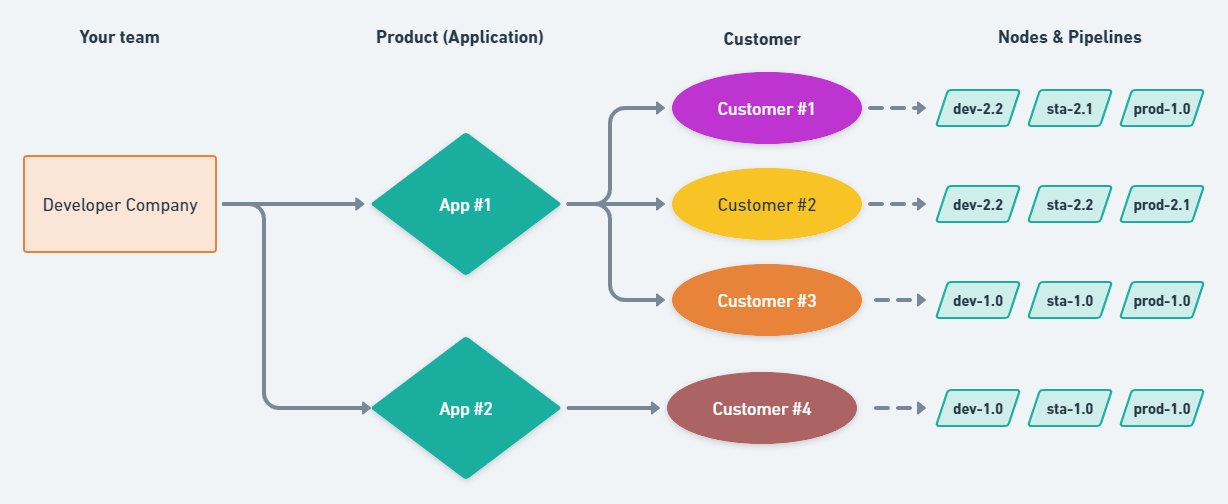 Your team
Product (Application)
Customer
Nodes & Pipelines
Developer Company
App #1
Customer #1
dev-2.2
sta-2.1
prod-1.0
Customer #2
dev-2.2
sta-2.2
prod-2.1
Customer #3
dev-1.0
sta-1.0
prod-1.0
App #2
Customer #4
dev-1.0
sta-1.0
prod-1.0